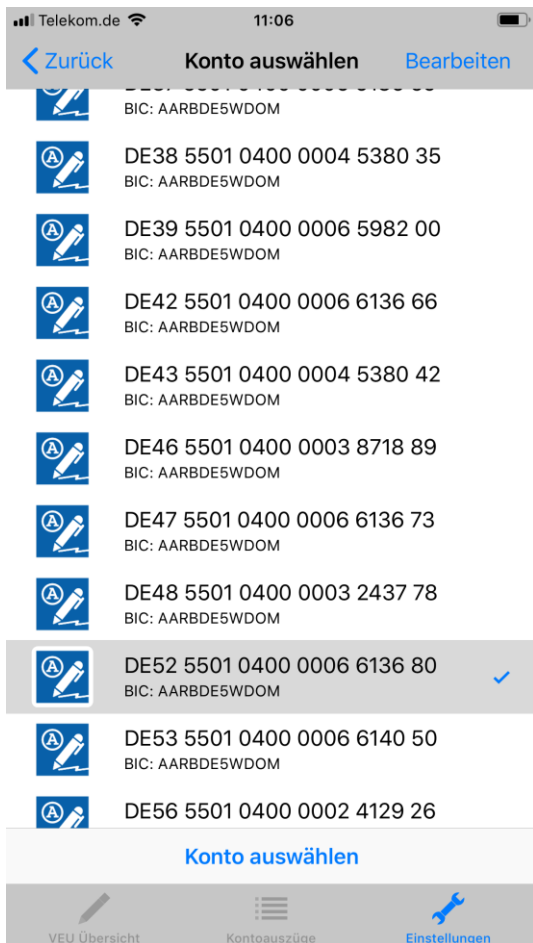 Telekom.de 11:06
Zurück Konto auswählen Bearbeiten
BIC: AARBDE5WDOM
DE38 5501 0400 0004 5380 35
BIC: AARBDE5WDOM
DE39 5501 0400 0006 5982 00
BIC: AARBDE5WDOM
DE42 5501 0400 0006 6136 66
BIC: AARBDE5WDOM
DE43 5501 0400 0004 5380 42
BIC: AARBDE5WDOM
DE46 5501 0400 0003 8718 89
BIC: AARBDE5WDOM
DE47 5501 0400 0006 6136 73
BIC: AARBDE5WDOM
DE48 5501 0400 0003 2437 78
BIC: AARBDE5WDOM
DE52 5501 0400 0006 6136 80
BIC: AARBDE5WDOM
DE53 5501 0400 0006 6140 50
BIC: AARBDE5WDOM
DE56 5501 0400 0002 4129 26
Konto auswählen
VEU Übersicht Kontoauszüge Einstellungen